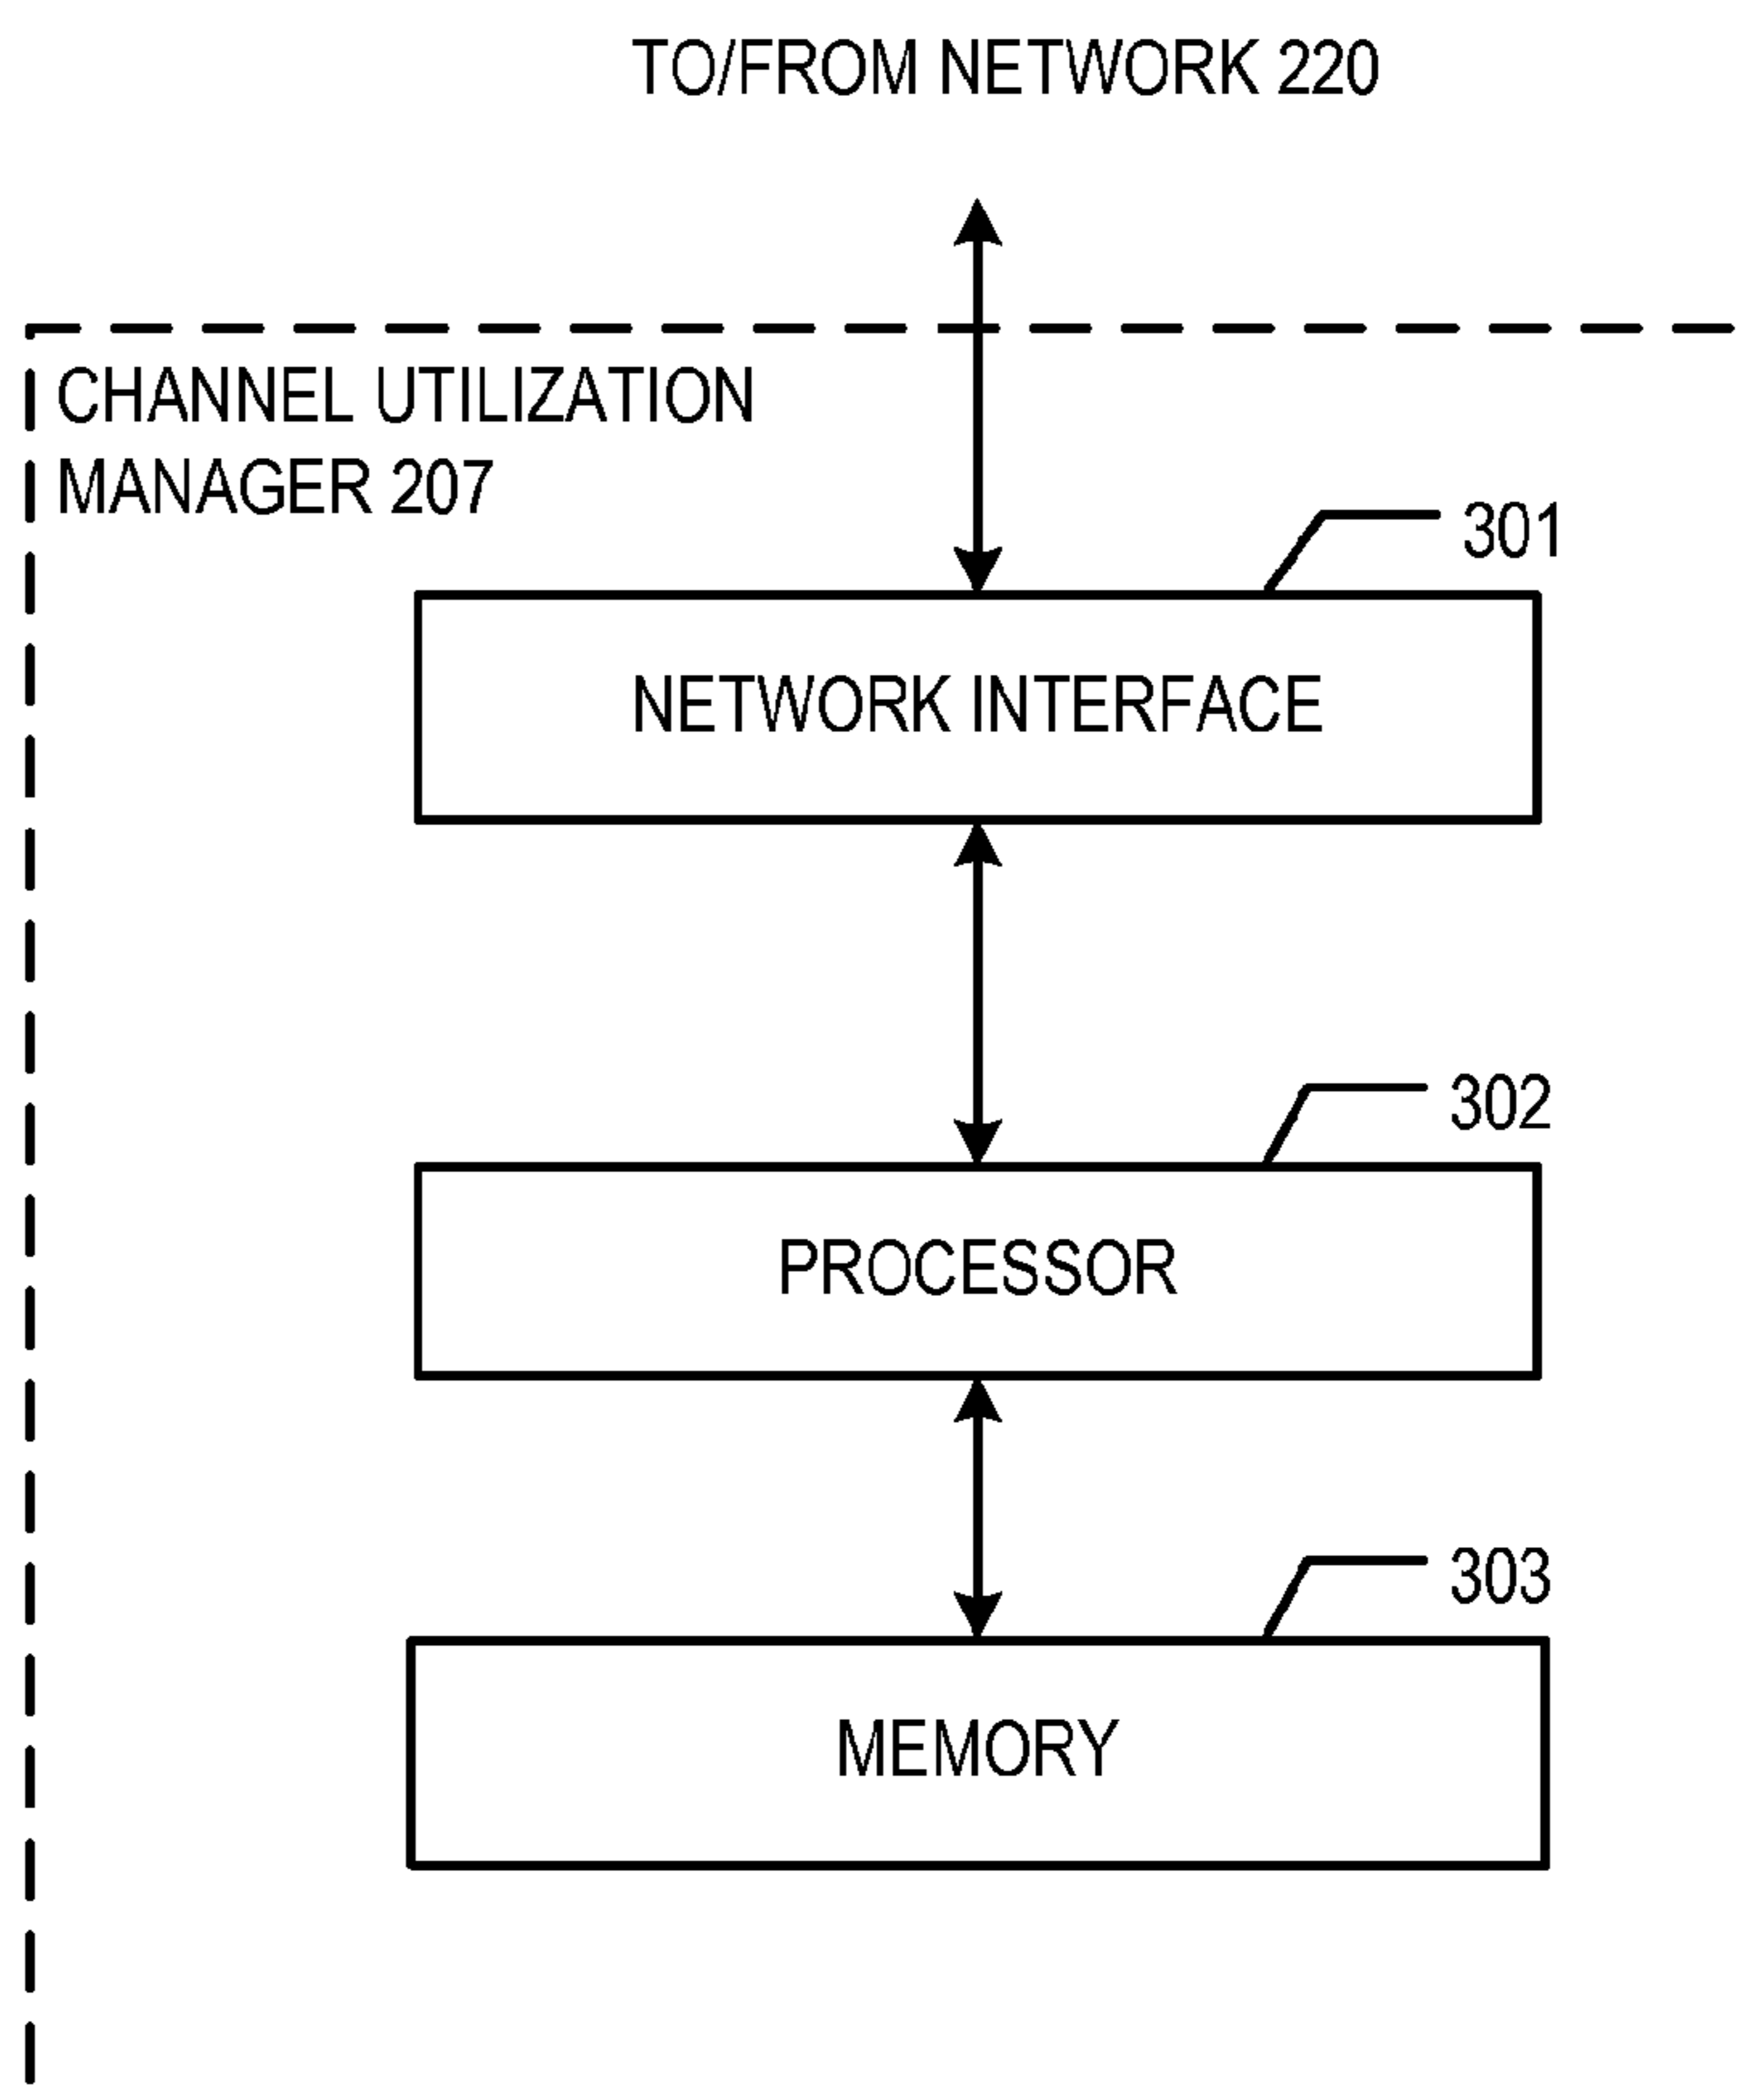 TO/FROM NETWORK 220
CHANNEL UTILIZATION
MANAGER 207
301
NETWORK INTERFACE
302
PROCESSOR
303
MEMORY